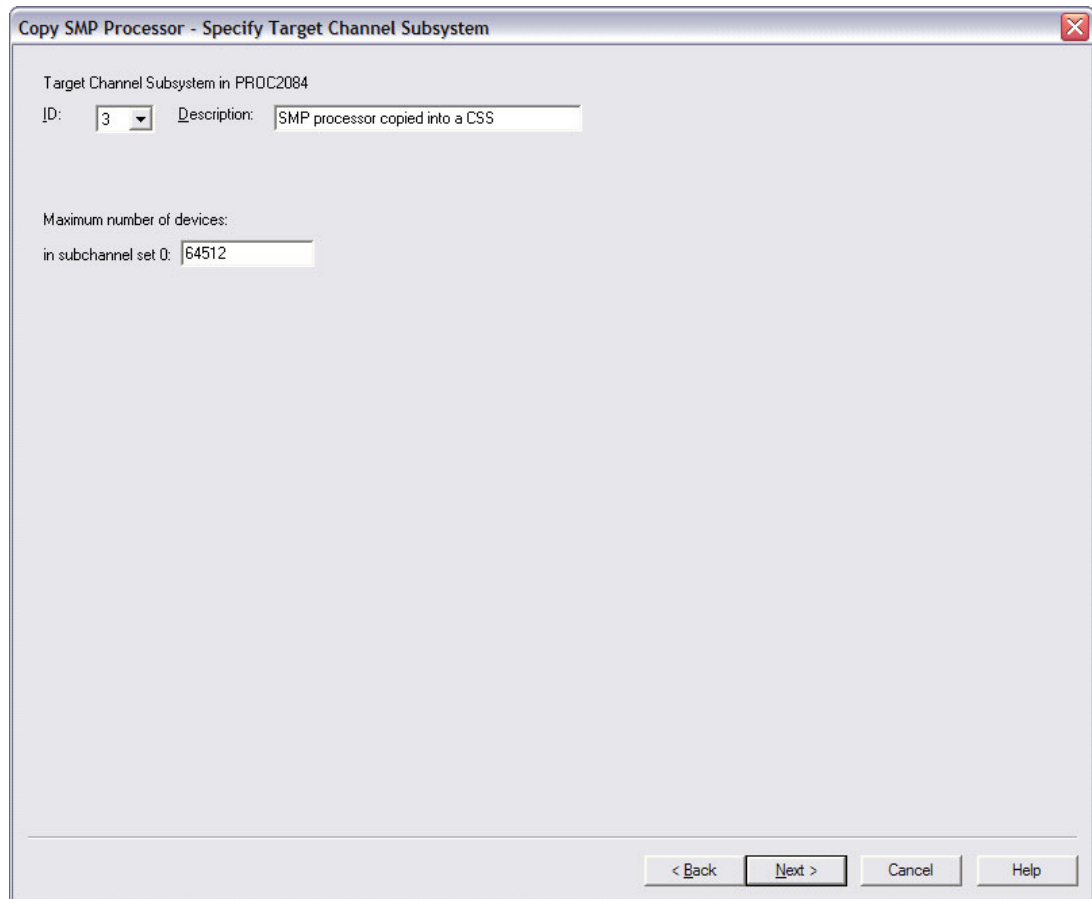 Copy SMP Processor - Specify Target Channel Subsystem
Target Channel Subsystem in PROC2084
ID: 3 Description: SMP processor copied into a CSS
Maximum number of devices:
in subchannel set 0: 64512
< Back Next > Cancel Help